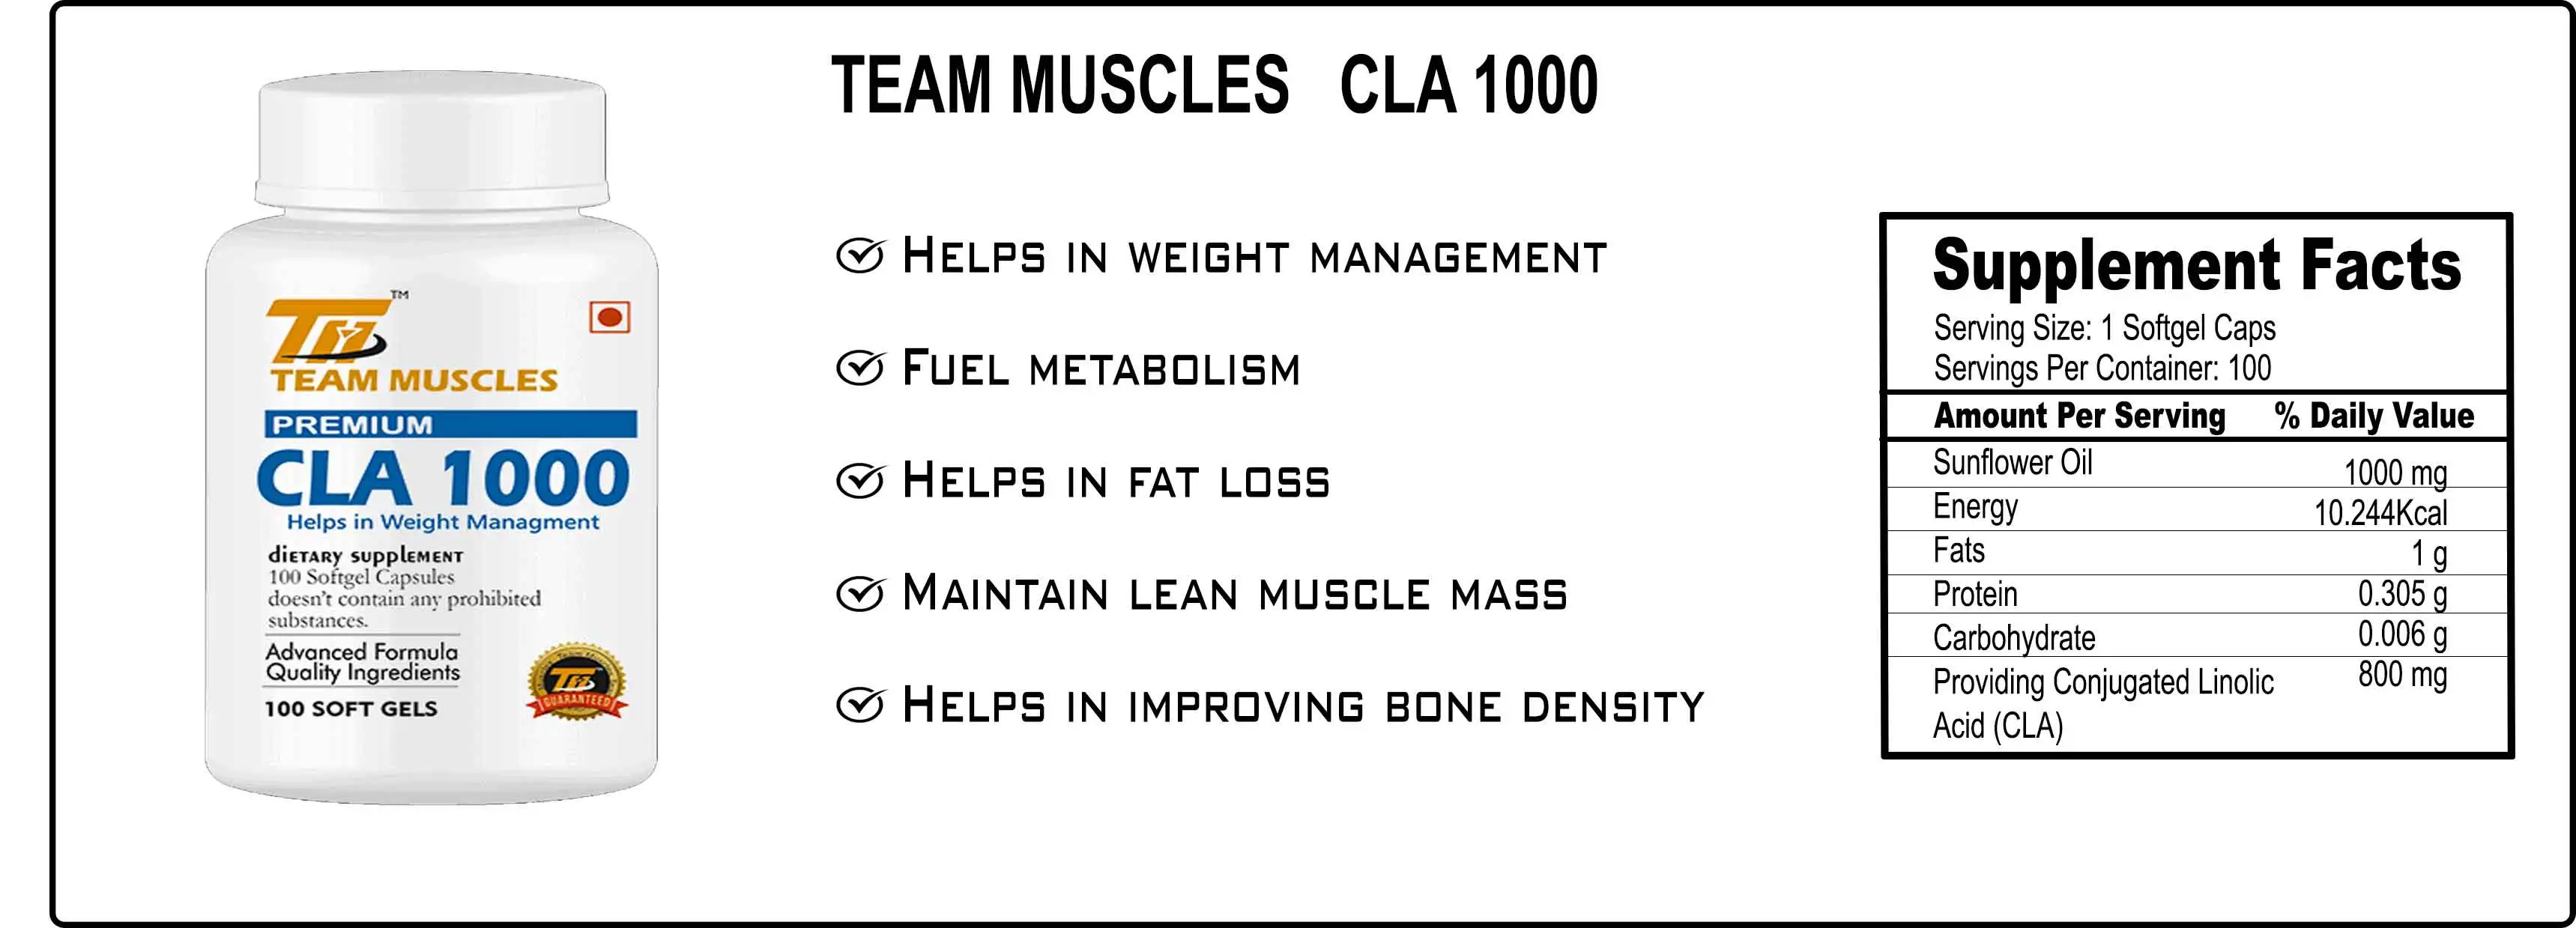 TEAM MUSCLES CLA 1000
TM
TEAM MUSCLES
PREMIUM
CLA 1000
Helps in Weight Managment
dietary supplement
100 Softgel Capsules
doesn't contain any prohibited
substances.
Advanced Formula
Quality Ingredients
100 SOFT GELS
GUARANTEED
HELPS IN WEIGHT MANAGEMENT
FUEL METABOLISM
HELPS IN FAT LOSS
MAINTAIN LEAN MUSCLE MASS
HELPS IN IMPROVING BONE DENSITY
Supplement Facts
Serving Size: 1 Softgel Caps
Servings Per Container: 100
Amount Per Serving % Daily Value
Sunflower Oil 1000 mg
Energy 10.244Kcal
Fats 1 g
Protein 0.305 g
Carbohydrate 0.006 g
Providing Conjugated Linolic 800 mg
Acid (CLA)